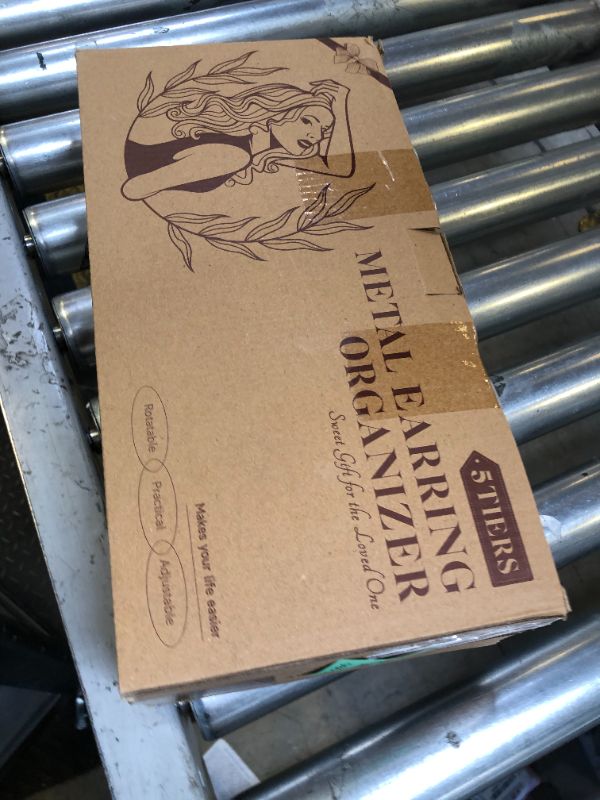 ·5TIERS
METAL EARRING
ORGANIZER
Sweet Gift for the Loved One
Makes your life easier
Rotatable Practical Adjustable